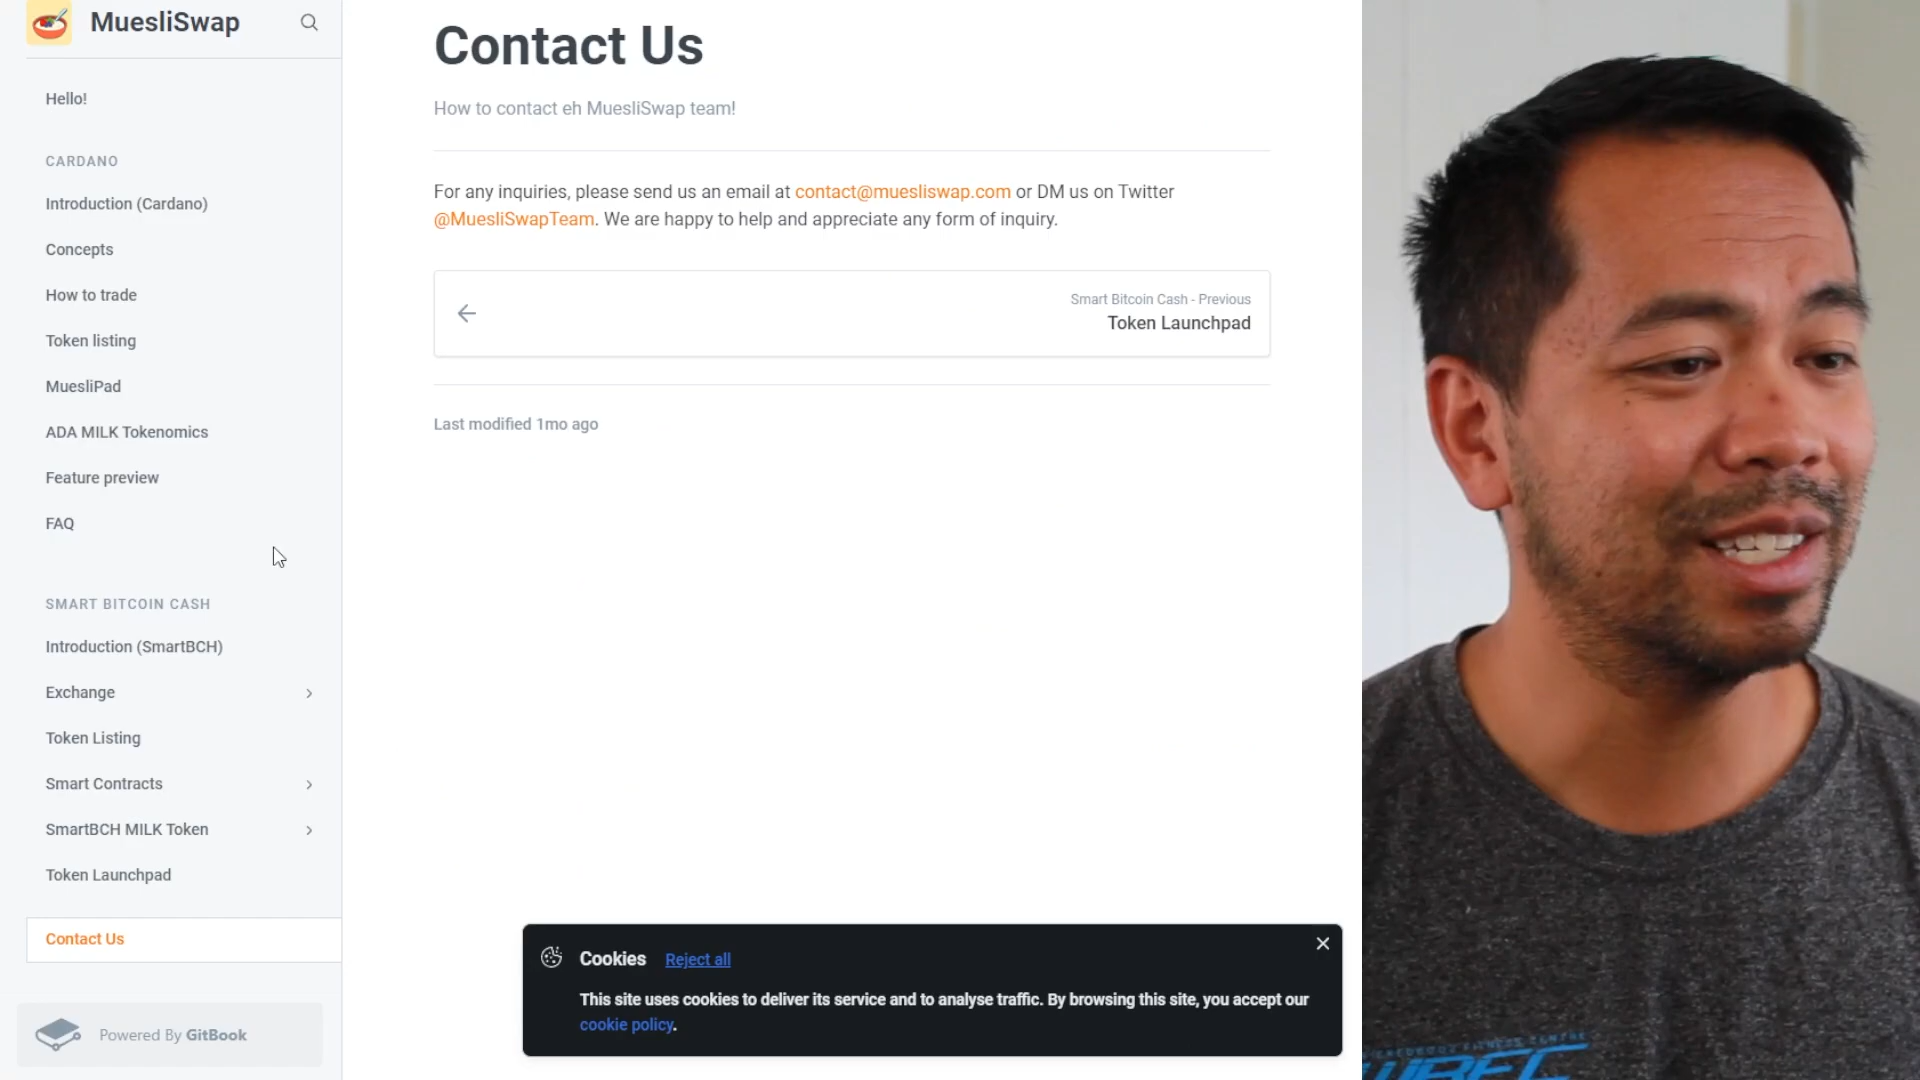 MuesliSwap
Hello!
CARDANO
Introduction (Cardano)
Concepts
How to trade
Token listing
MuesliPad
ADA MILK Tokenomics
Feature preview
FAQ
SMART BITCOIN CASH
Introduction (SmartBCH)
Exchange
Token Listing
Smart Contracts
SmartBCH MILK Token
Token Launchpad
Contact Us
Powered By GitBook
Contact Us
How to contact eh MuesliSwap team!
For any inquiries, please send us an email at contact@muesliswap.com or DM us on Twitter
@MuesliSwapTeam. We are happy to help and appreciate any form of inquiry.
Smart Bitcoin Cash - Previous
Token Launchpad
Last modified 1mo ago
Cookies Reject all
This site uses cookies to deliver its service and to analyse traffic. By browsing this site, you accept our
cookie policy.